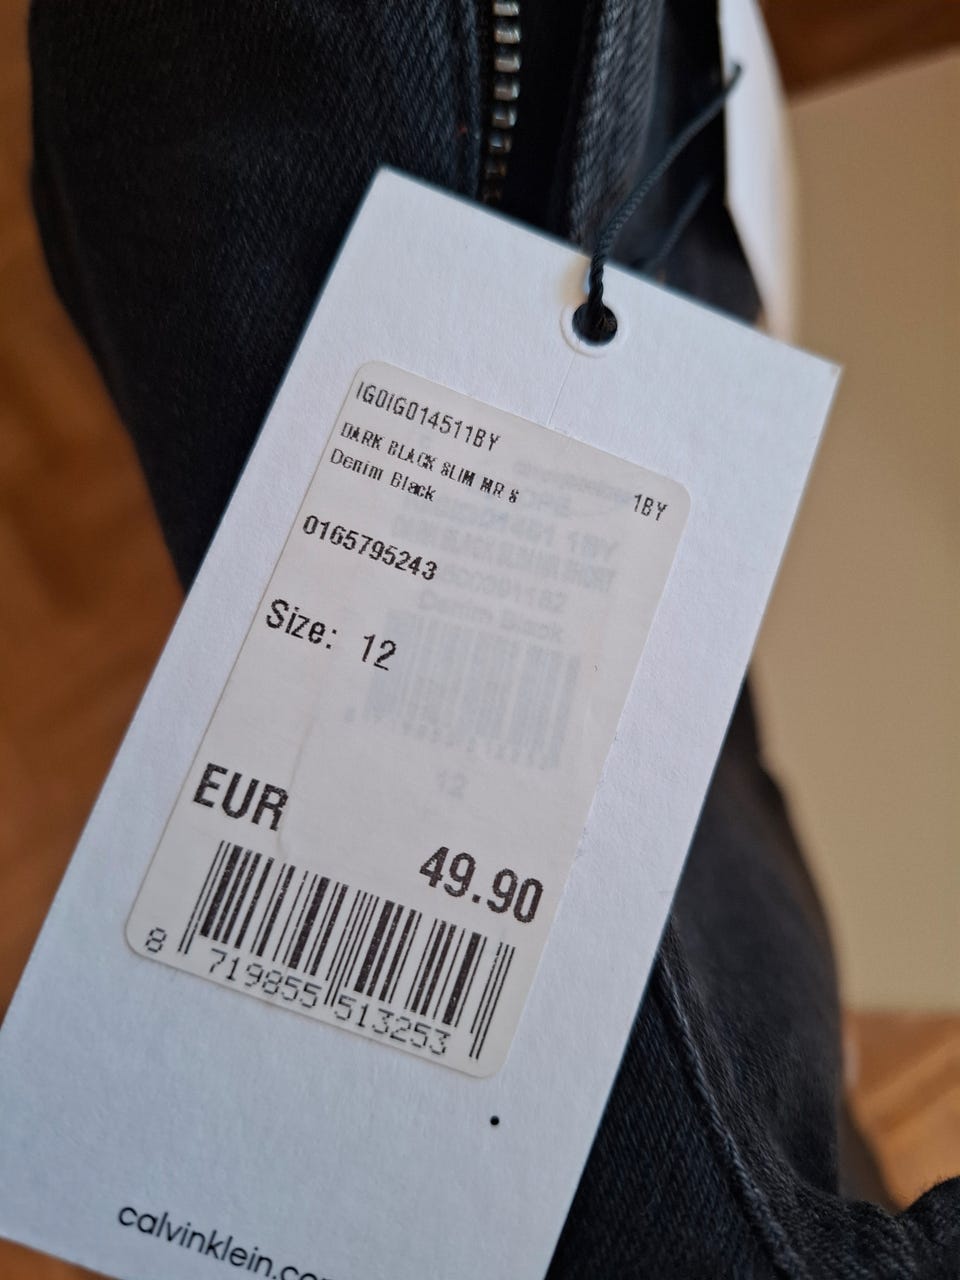 IG0IG014511BY
DARK BLACK SLIM MR S 1BY
Denim Black
0165795243
Size: 12
EUR
49.90
8 719855 513253
calvinklein.co